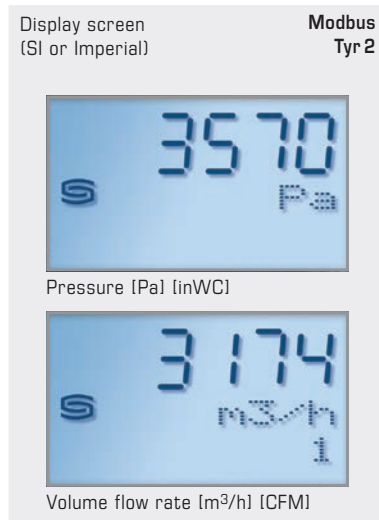 Display screen
(SI or Imperial)
Modbus
Tyr 2
3570
Pa
Pressure [Pa] [inWC]
3174
m3/h
1
Volume flow rate [m³/h] [CFM]